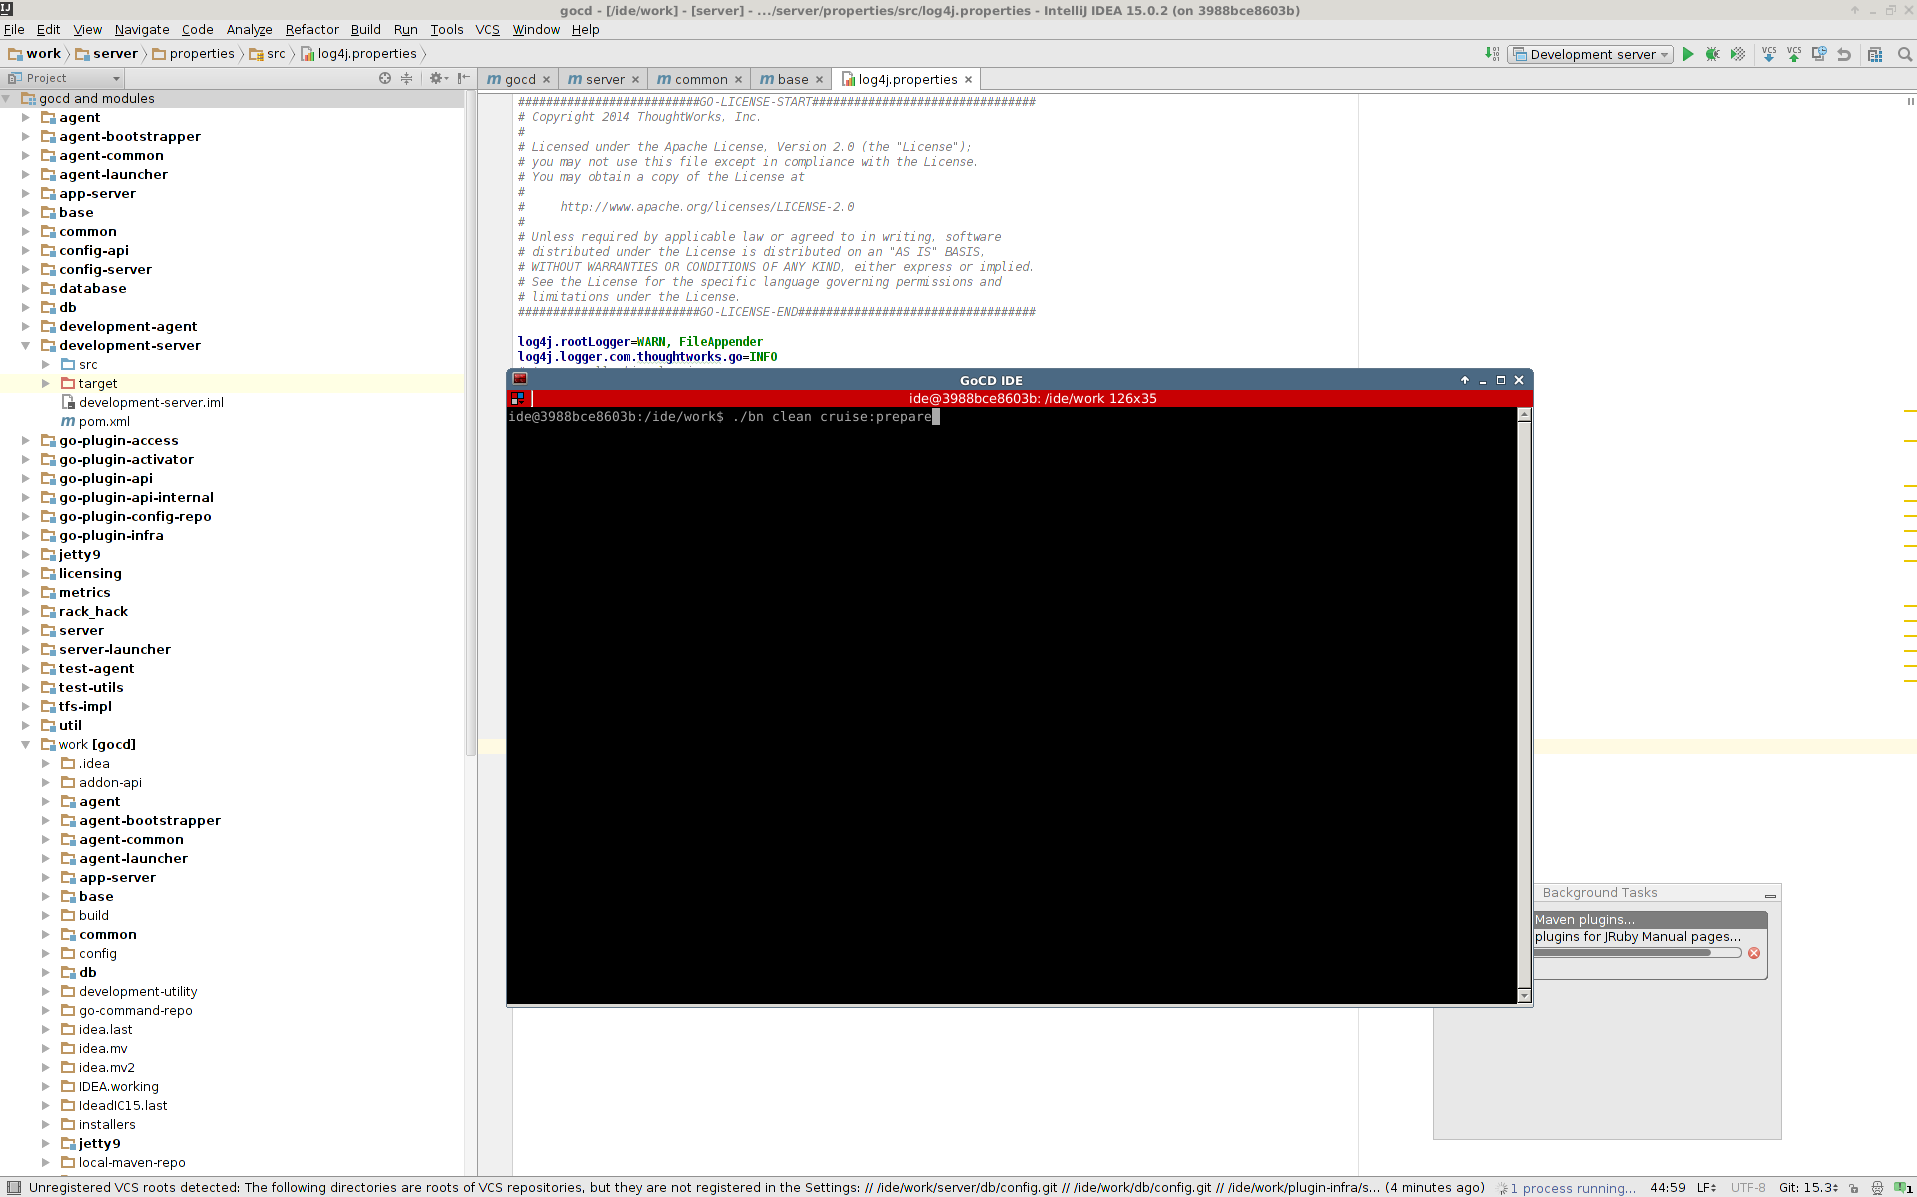 gocd - [/ide/work] - [server] - .../server/properties/src/log4j.properties - IntelliJ IDEA 15.0.2 (on 3988bce8603b)
File Edit View Navigate Code Analyze Refactor Build Run Tools VCS Window Help
work server properties src log4j.properties
Development server
VCS VCS
Project
gocd server common base log4j.properties
gocd and modules
agent
agent-bootstrapper
agent-common
agent-launcher
app-server
base
common
config-api
config-server
database
db
development-agent
development-server
src
target
development-server.iml
pom.xml
go-plugin-access
go-plugin-activator
go-plugin-api
go-plugin-api-internal
go-plugin-config-repo
go-plugin-infra
jetty9
licensing
metrics
rack_hack
server
server-launcher
test-agent
test-utils
tfs-impl
util
work [gocd]
.idea
addon-api
agent
agent-bootstrapper
agent-common
agent-launcher
app-server
base
build
common
config
db
development-utility
go-command-repo
idea.last
idea.mv
idea.mv2
IDEA.working
IdeadIC15.last
installers
jetty9
local-maven-repo
##########################GO-LICENSE-START################################
# Copyright 2014 ThoughtWorks, Inc.
#
# Licensed under the Apache License, Version 2.0 (the "License");
# you may not use this file except in compliance with the License.
# You may obtain a copy of the License at
#
#     http://www.apache.org/licenses/LICENSE-2.0
#
# Unless required by applicable law or agreed to in writing, software
# distributed under the License is distributed on an "AS IS" BASIS,
# WITHOUT WARRANTIES OR CONDITIONS OF ANY KIND, either express or implied.
# See the License for the specific language governing permissions and
# limitations under the License.
##########################GO-LICENSE-END##################################
log4j.rootLogger=WARN, FileAppender
log4j.logger.com.thoughtworks.go=INFO
GoCD IDE
ide@3988bce8603b: /ide/work 126x35
ide@3988bce8603b:/ide/work$ ./bn clean cruise:prepare
Background Tasks
Maven plugins...
plugins for JRuby Manual pages...
Unregistered VCS roots detected: The following directories are roots of VCS repositories, but they are not registered in the Settings: // /ide/work/server/db/config.git // /ide/work/db/config.git // /ide/work/plugin-infra/s... (4 minutes ago) 1 process running... 44:59 LF UTF-8 Git: 15.3 1